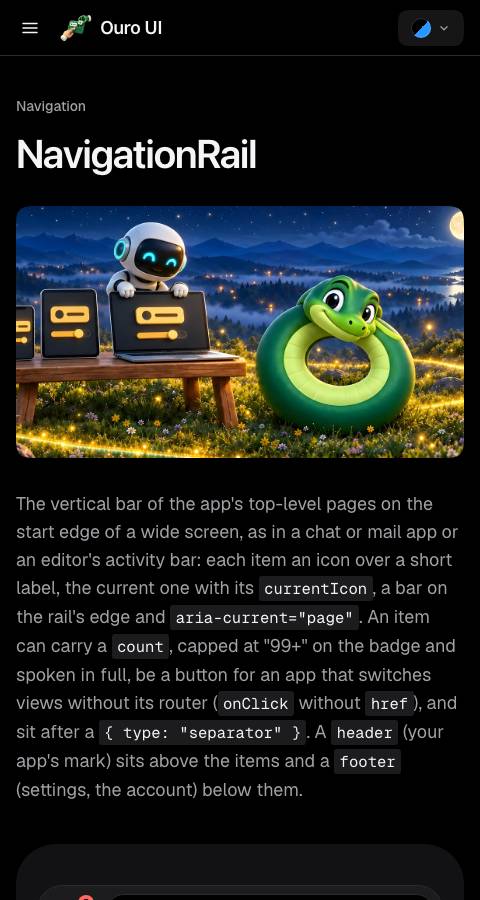 Ouro UI
Navigation
NavigationRail
The vertical bar of the app's top-level pages on the
start edge of a wide screen, as in a chat or mail app or
an editor's activity bar: each item an icon over a short
label, the current one with its currentIcon, a bar on
the rail's edge and aria-current="page". An item
can carry a count, capped at "99+" on the badge and
spoken in full, be a button for an app that switches
views without its router (onClick without href), and
sit after a { type: "separator" }. A header (your
app's mark) sits above the items and a footer
(settings, the account) below them.